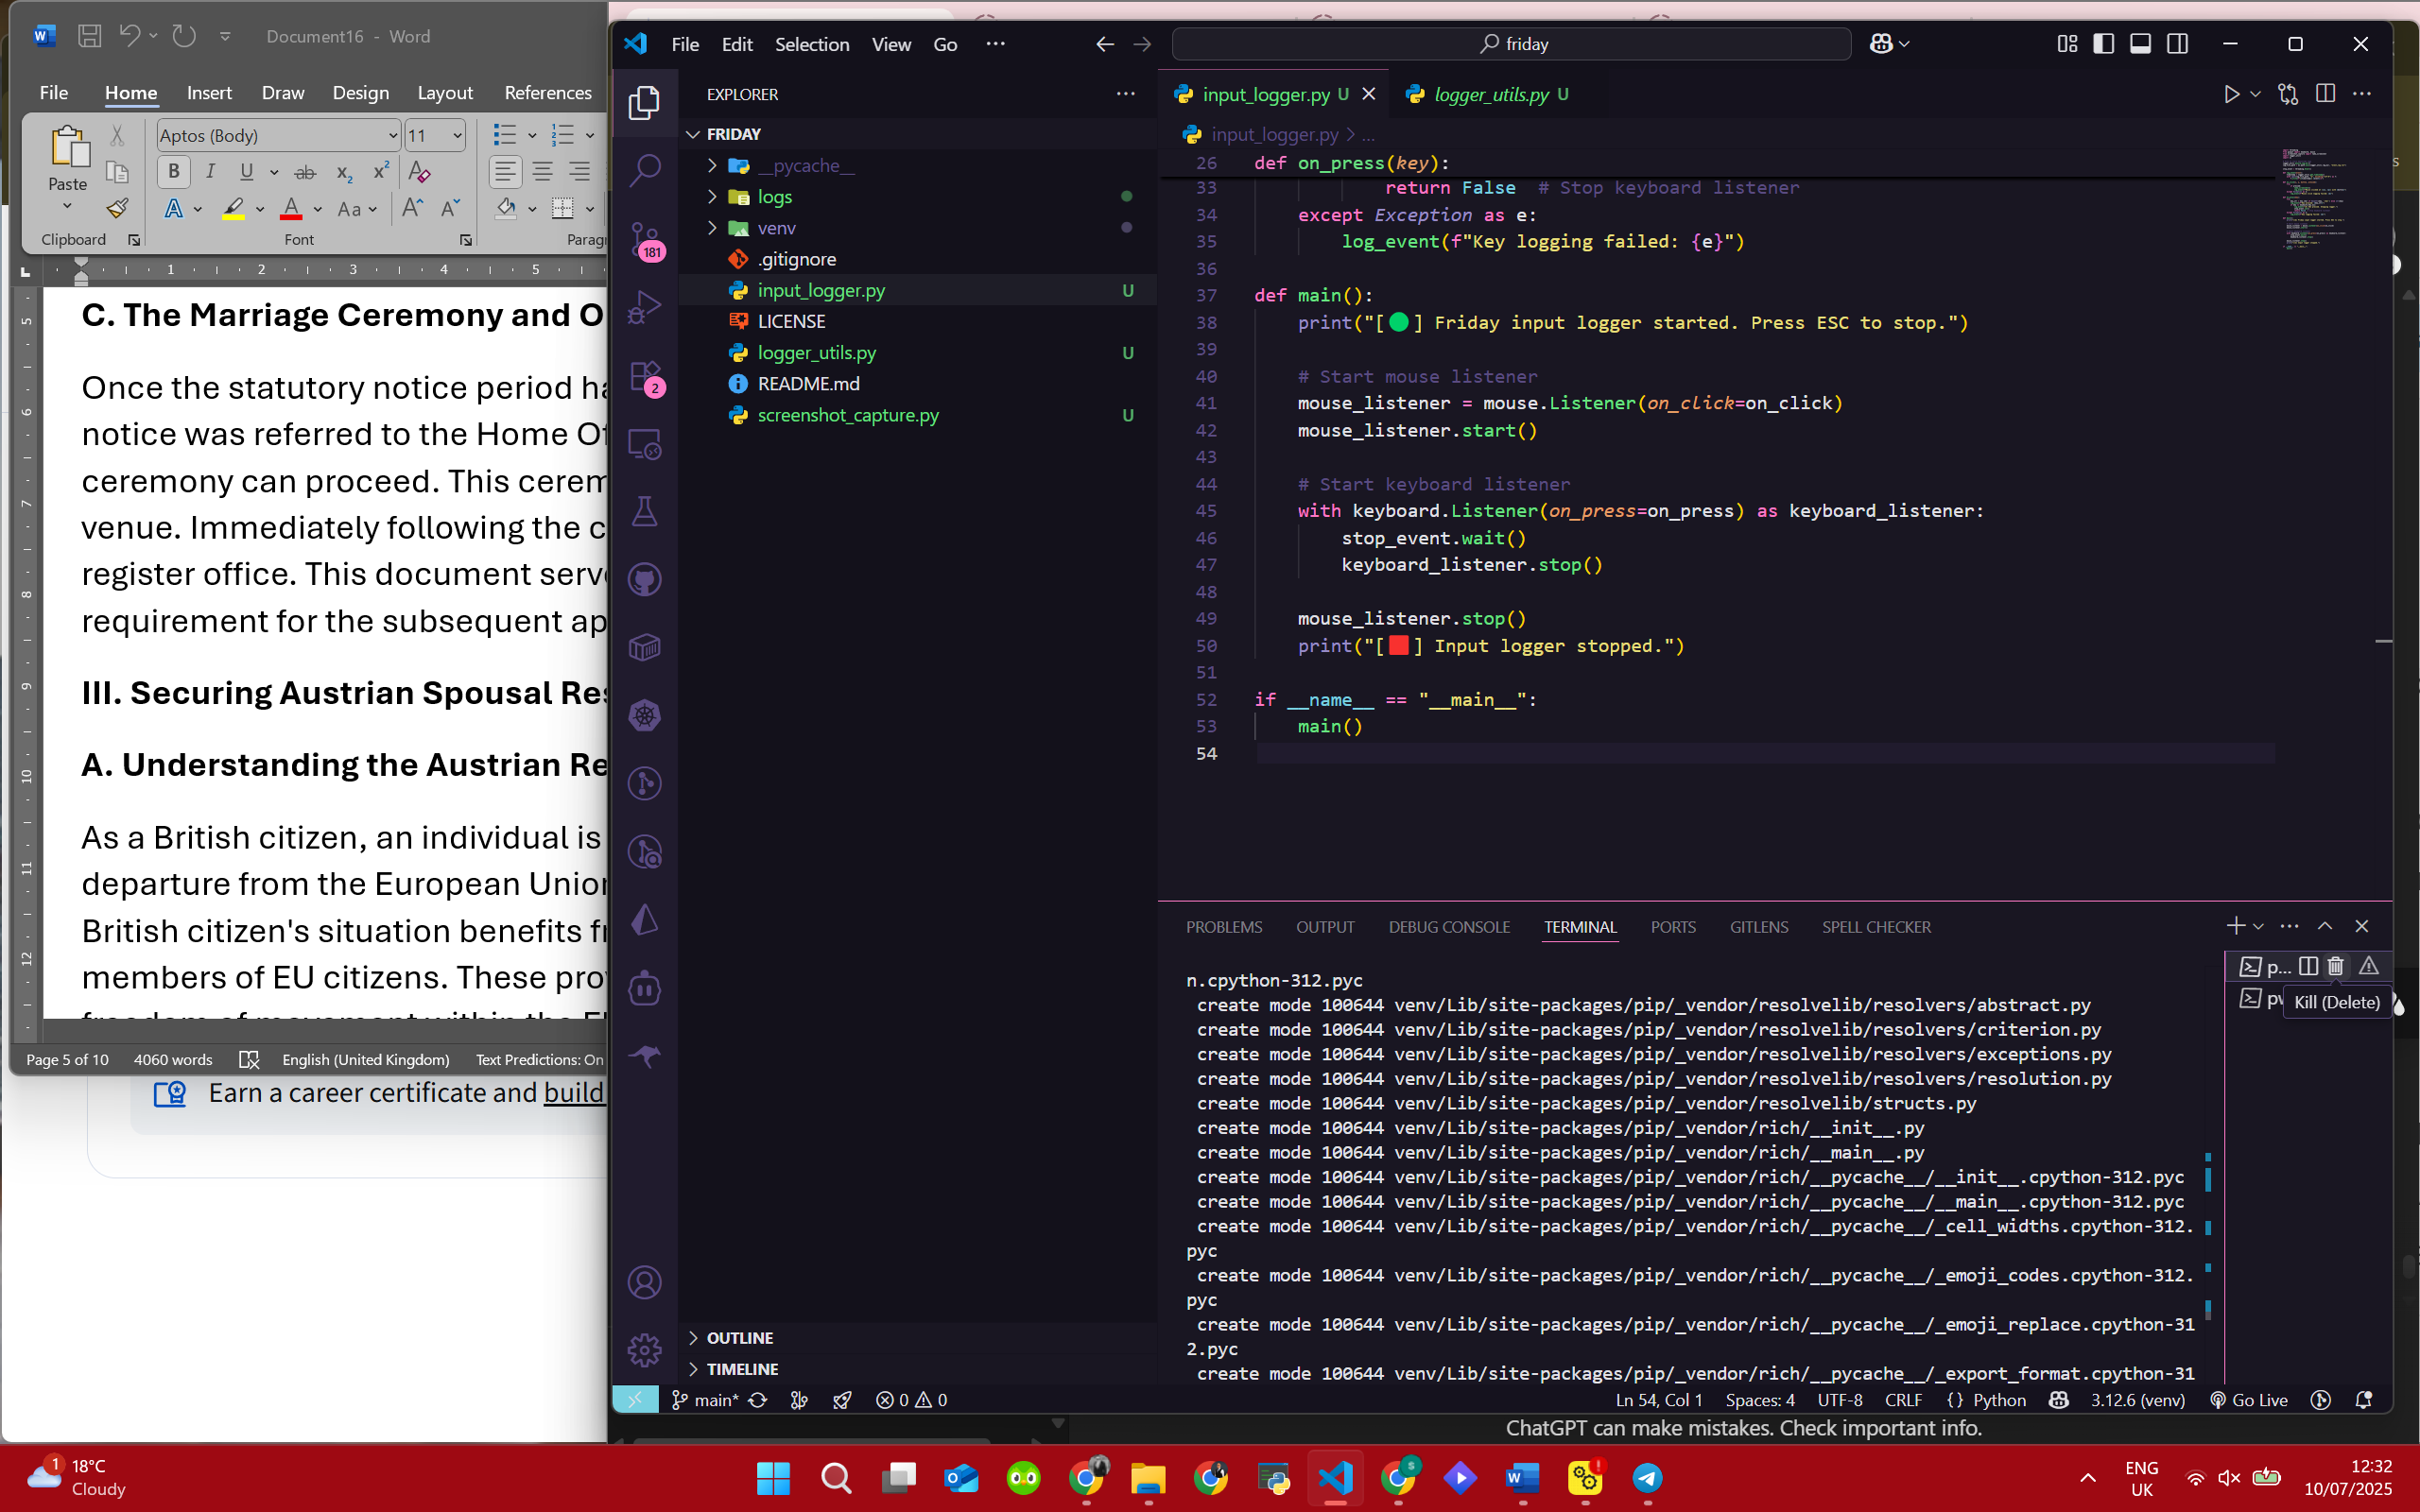 Document16 - Word
File Home Insert Draw Design Layout References
Aptos (Body) 11
Paste
Clipboard Font
C. The Marriage Ceremony and O
Once the statutory notice period
notice was referred to the Home
ceremony can proceed. This
venue. Immediately following the
register office. This document
requirement for the subsequent
III. Securing Austrian Spousal
A. Understanding the Austrian
As a British citizen, an individual is
departure from the European
British citizen's situation benefits
members of EU citizens. These
Page 5 of 10 4060 words English (United Kingdom) Text Predictions: On
Earn a career certificate and build
File Edit Selection View Go ···
friday
EXPLORER
FRIDAY
__pycache__
logs
venv
.gitignore
input_logger.py U
LICENSE
logger_utils.py U
README.md
screenshot_capture.py U
181
2
OUTLINE
TIMELINE
input_logger.py U logger_utils.py U
input_logger.py > ...
26 def on_press(key):
33 return False # Stop keyboard listener
34 except Exception as e:
35 log_event(f"Key logging failed: {e}")
36
37 def main():
38 print("[🟢] Friday input logger started. Press ESC to stop.")
39
40 # Start mouse listener
41 mouse_listener = mouse.Listener(on_click=on_click)
42 mouse_listener.start()
43
44 # Start keyboard listener
45 with keyboard.Listener(on_press=on_press) as keyboard_listener:
46 stop_event.wait()
47 keyboard_listener.stop()
48
49 mouse_listener.stop()
50 print("[🟥] Input logger stopped.")
51
52 if __name__ == "__main__":
53 main()
54
PROBLEMS OUTPUT DEBUG CONSOLE TERMINAL PORTS GITLENS SPELL CHECKER
n.cpython-312.pyc
create mode 100644 venv/Lib/site-packages/pip/_vendor/resolvelib/resolvers/abstract.py
create mode 100644 venv/Lib/site-packages/pip/_vendor/resolvelib/resolvers/criterion.py
create mode 100644 venv/Lib/site-packages/pip/_vendor/resolvelib/resolvers/exceptions.py
create mode 100644 venv/Lib/site-packages/pip/_vendor/resolvelib/resolvers/resolution.py
create mode 100644 venv/Lib/site-packages/pip/_vendor/resolvelib/structs.py
create mode 100644 venv/Lib/site-packages/pip/_vendor/rich/__init__.py
create mode 100644 venv/Lib/site-packages/pip/_vendor/rich/__main__.py
create mode 100644 venv/Lib/site-packages/pip/_vendor/rich/__pycache__/__init__.cpython-312.pyc
create mode 100644 venv/Lib/site-packages/pip/_vendor/rich/__pycache__/__main__.cpython-312.pyc
create mode 100644 venv/Lib/site-packages/pip/_vendor/rich/__pycache__/_cell_widths.cpython-312.
pyc
create mode 100644 venv/Lib/site-packages/pip/_vendor/rich/__pycache__/_emoji_codes.cpython-312.
pyc
create mode 100644 venv/Lib/site-packages/pip/_vendor/rich/__pycache__/_emoji_replace.cpython-31
2.pyc
create mode 100644 venv/Lib/site-packages/pip/_vendor/rich/__pycache__/_export_format.cpython-31
p...
Kill (Delete)
main* 0 0 Ln 54, Col 1 Spaces: 4 UTF-8 CRLF {} Python 3.12.6 (venv) Go Live
ChatGPT can make mistakes. Check important info.
1
18°C
Cloudy
ENG
UK
12:32
10/07/2025